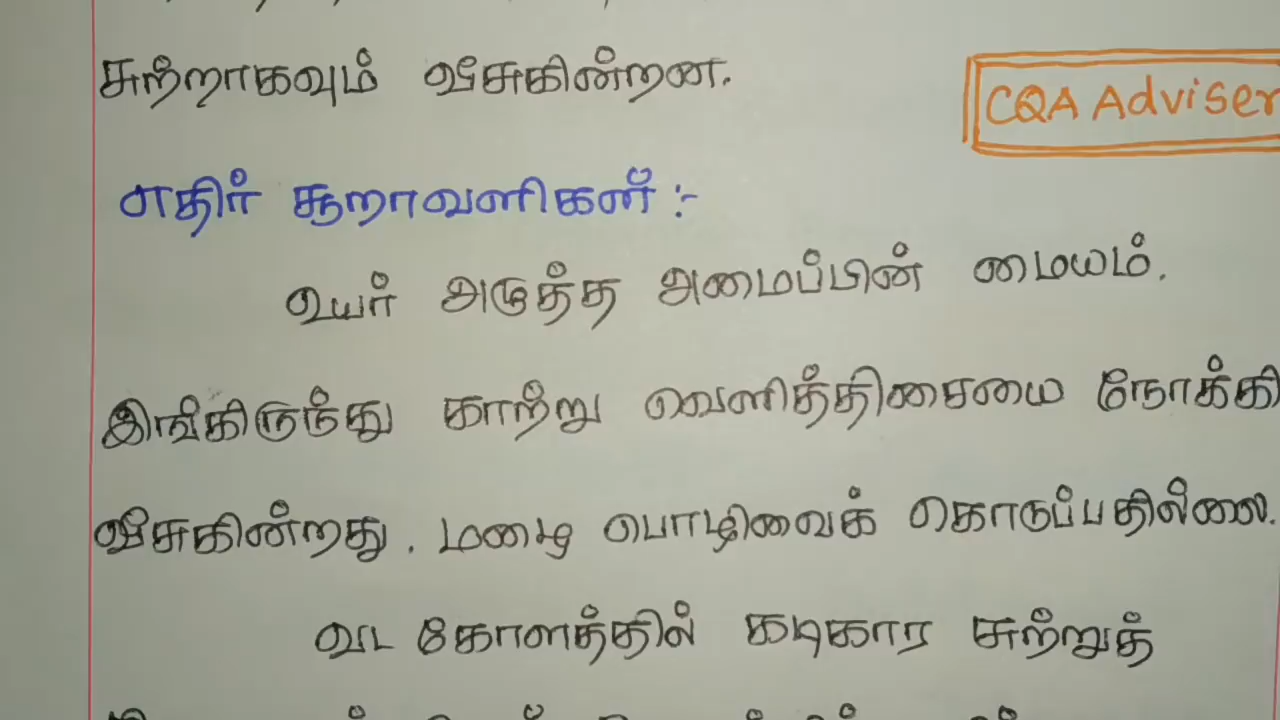 சுற்றாகவும் வீசுகின்றன.
CQA Adviser
எதிர் சூறாவளிகள் :-
உயர் அழுத்த அமைப்பின் மையம்.
இங்கிருந்து காற்று வெளித்திசைமை நோக்கி
வீசுகின்றது. மழை பொழிவைக் கொடுப்பதில்லை.
வட கோளத்தில் கடிகார சுற்றுத்